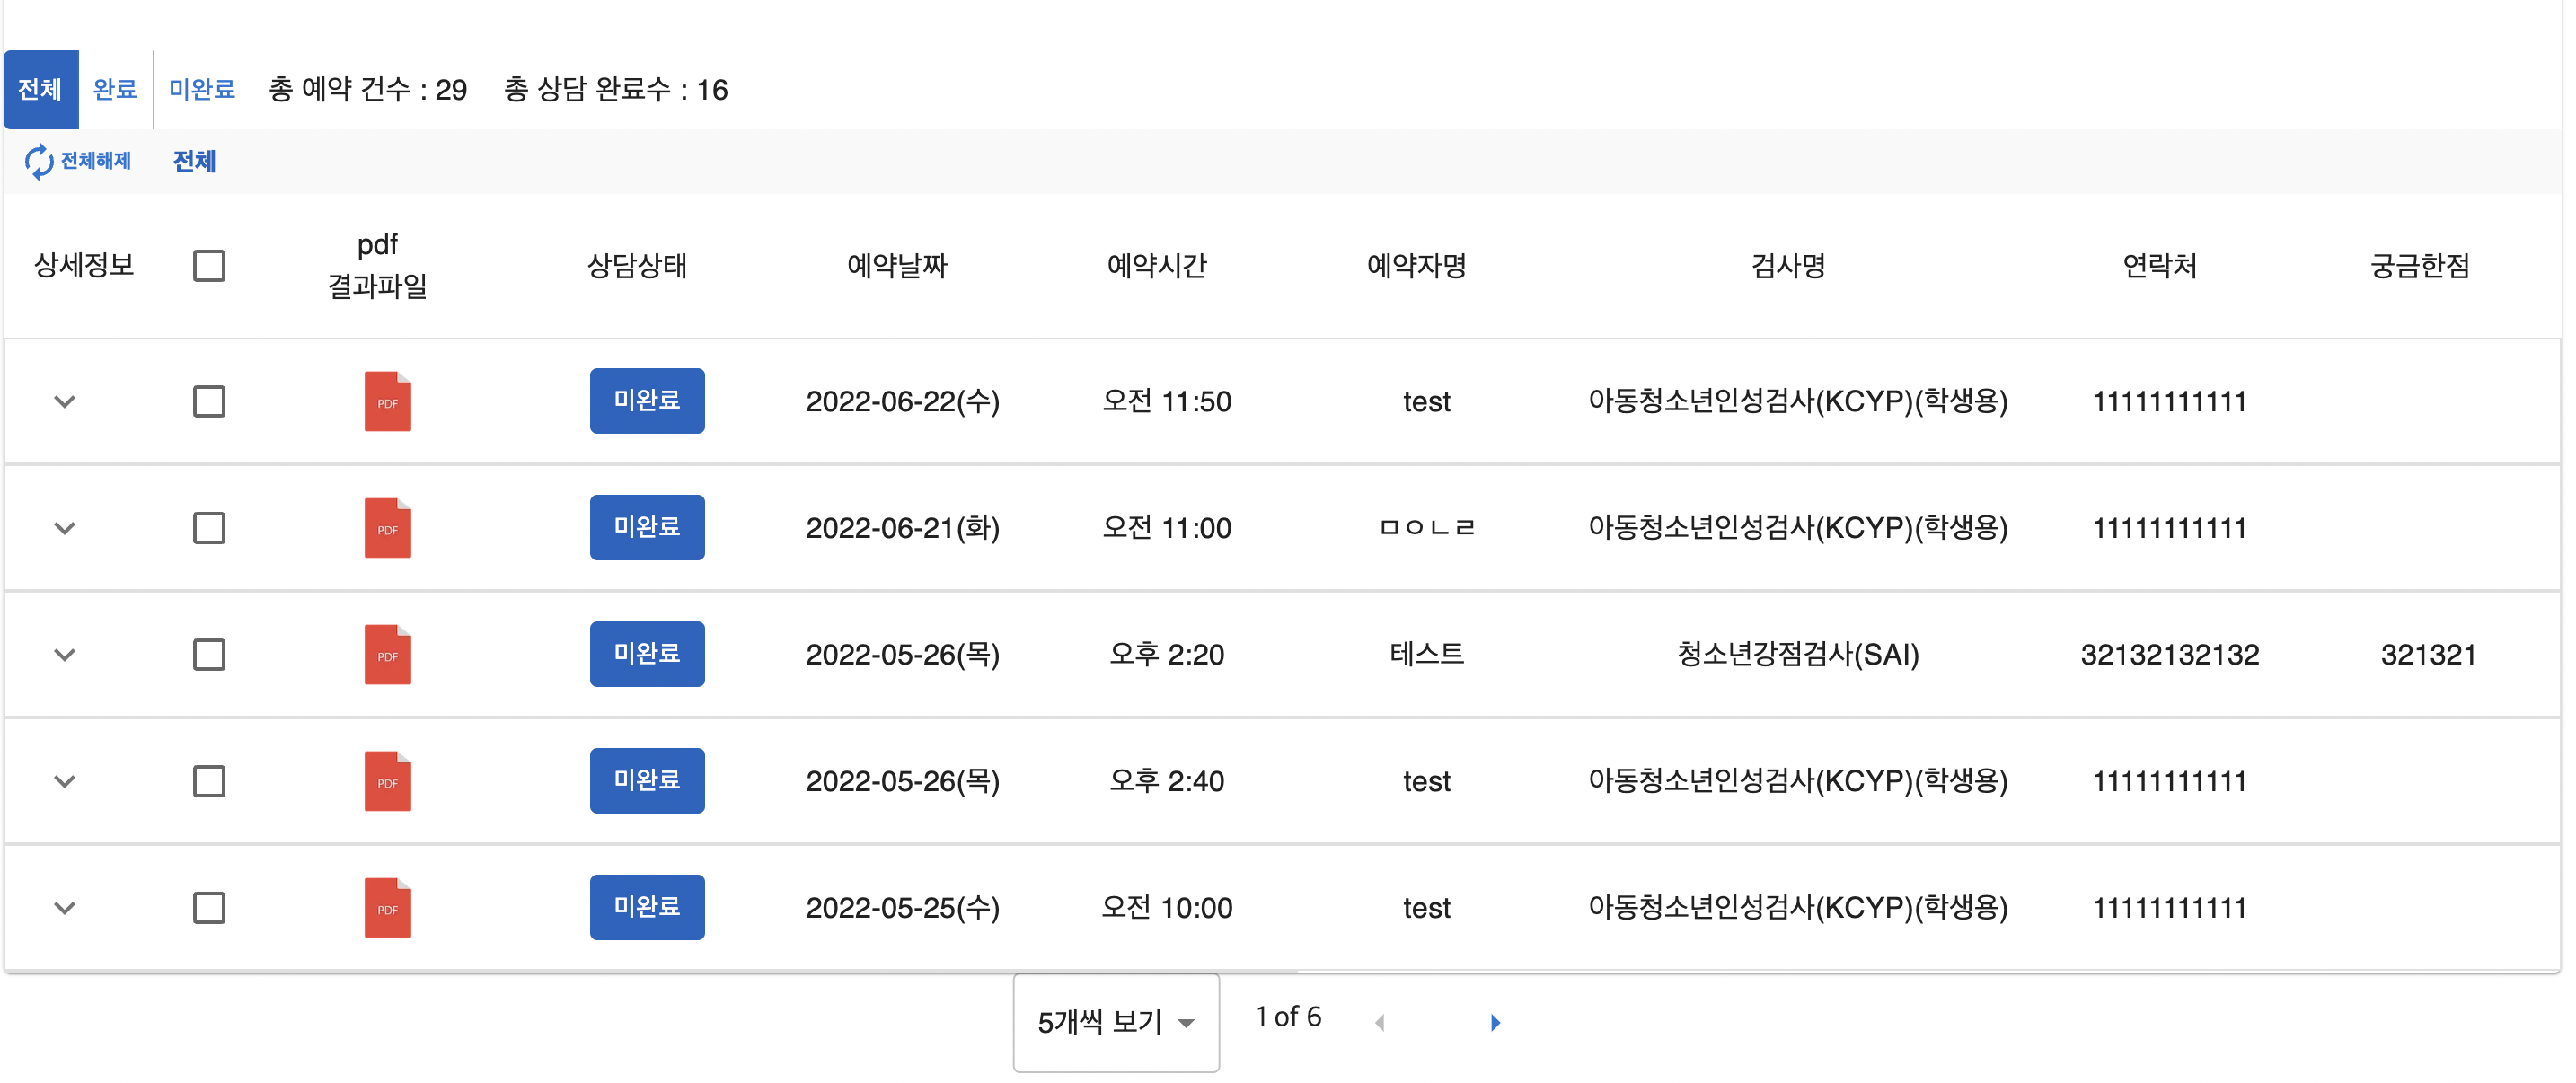 전체 완료 미완료 총 예약 건수 : 29 총 상담 완료수 : 16
전체해제 전체
상세정보 pdf 결과파일 상담상태 예약날짜 예약시간 예약자명 검사명 연락처 궁금한점
PDF 미완료 2022-06-22(수) 오전 11:50 test 아동청소년인성검사(KCYP)(학생용) 11111111111
PDF 미완료 2022-06-21(화) 오전 11:00 ㅁㅇㄴㄹ 아동청소년인성검사(KCYP)(학생용) 11111111111
PDF 미완료 2022-05-26(목) 오후 2:20 테스트 청소년강점검사(SAI) 32132132132 321321
PDF 미완료 2022-05-26(목) 오후 2:40 test 아동청소년인성검사(KCYP)(학생용) 11111111111
PDF 미완료 2022-05-25(수) 오전 10:00 test 아동청소년인성검사(KCYP)(학생용) 11111111111
5개씩 보기 1 of 6